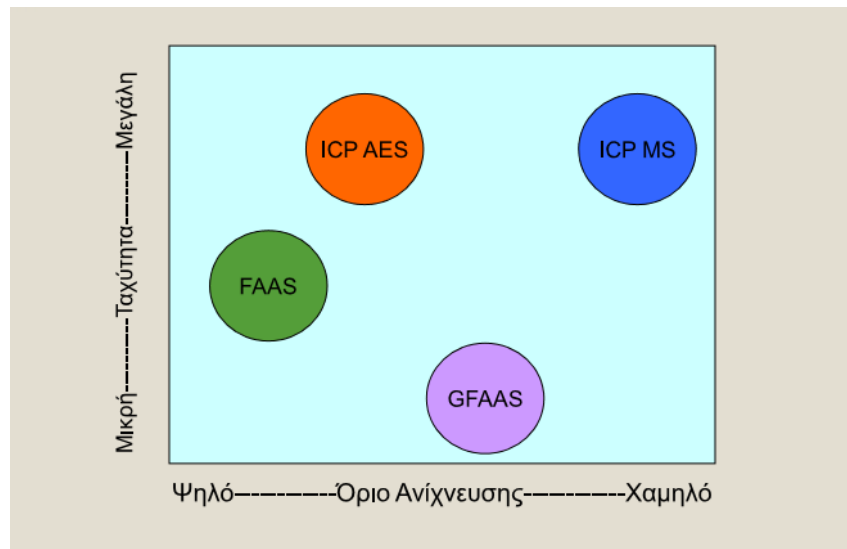 Μικρή------Ταχύτητα---------Μεγάλη
ICP AES
ICP MS
FAAS
GFAAS
Ψηλό------------Όριο Ανίχνευσης------------Χαμηλό